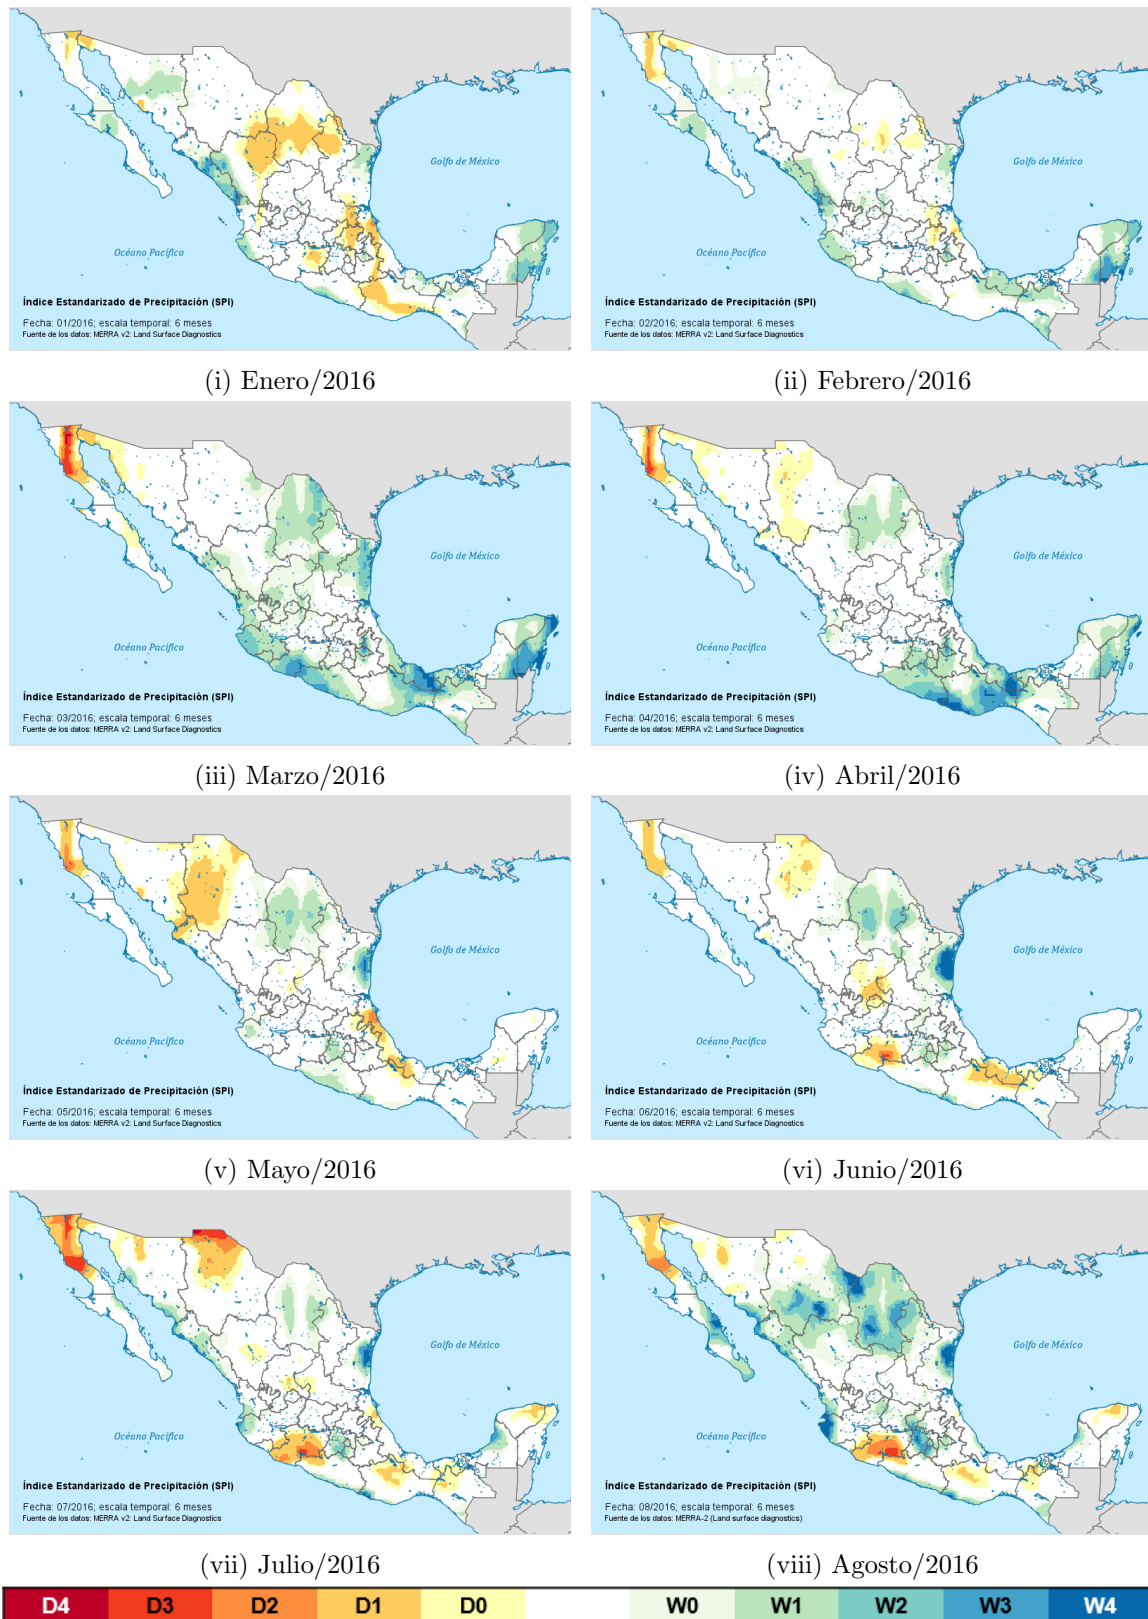 Golfo de México
Océano Pacífico
Índice Estandarizado de Precipitación (SPI)
Fecha: 01/2016; escala temporal: 6 meses
Fuente de los datos: MERRA v2: Land Surface Diagnostics
(i) Enero/2016
Golfo de México
Océano Pacífico
Índice Estandarizado de Precipitación (SPI)
Fecha: 02/2016; escala temporal: 6 meses
Fuente de los datos: MERRA v2: Land Surface Diagnostics
(ii) Febrero/2016
Golfo de México
Océano Pacífico
Índice Estandarizado de Precipitación (SPI)
Fecha: 03/2016; escala temporal: 6 meses
Fuente de los datos: MERRA v2: Land Surface Diagnostics
(iii) Marzo/2016
Golfo de México
Océano Pacífico
Índice Estandarizado de Precipitación (SPI)
Fecha: 04/2016; escala temporal: 6 meses
Fuente de los datos: MERRA v2: Land Surface Diagnostics
(iv) Abril/2016
Golfo de México
Océano Pacífico
Índice Estandarizado de Precipitación (SPI)
Fecha: 05/2016; escala temporal: 6 meses
Fuente de los datos: MERRA v2: Land Surface Diagnostics
(v) Mayo/2016
Golfo de México
Océano Pacífico
Índice Estandarizado de Precipitación (SPI)
Fecha: 06/2016; escala temporal: 6 meses
Fuente de los datos: MERRA v2: Land Surface Diagnostics
(vi) Junio/2016
Golfo de México
Océano Pacífico
Índice Estandarizado de Precipitación (SPI)
Fecha: 07/2016; escala temporal: 6 meses
Fuente de los datos: MERRA v2: Land Surface Diagnostics
(vii) Julio/2016
Golfo de México
Océano Pacífico
Índice Estandarizado de Precipitación (SPI)
Fecha: 08/2016; escala temporal: 6 meses
Fuente de los datos: MERRA-2 (Land surface diagnostics)
(viii) Agosto/2016
D4 D3 D2 D1 D0 W0 W1 W2 W3 W4